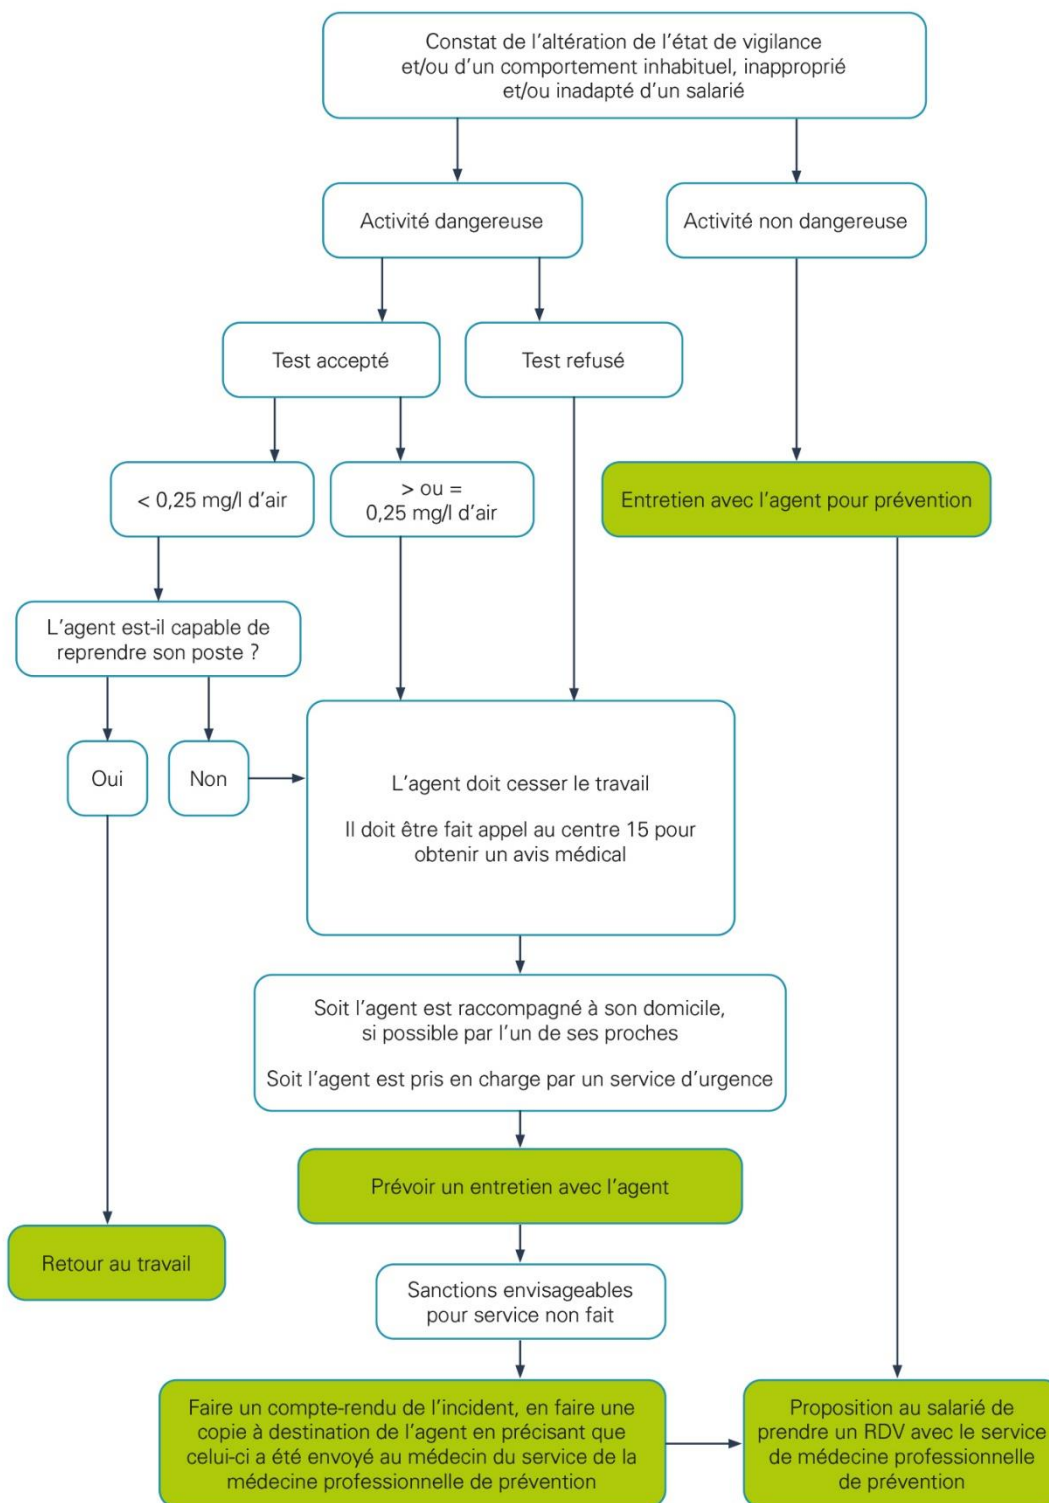 Constat de l'altération de l'état de vigilance
et/ou d'un comportement inhabituel, inapproprié
et/ou inadapté d'un salarié
Activité dangereuse
Activité non dangereuse
Test accepté
Test refusé
< 0,25 mg/l d'air
> ou =
0,25 mg/l d'air
Entretien avec l'agent pour prévention
L'agent est-il capable de
reprendre son poste ?
Oui
Non
L'agent doit cesser le travail
Il doit être fait appel au centre 15 pour
obtenir un avis médical
Soit l'agent est raccompagné à son domicile,
si possible par l'un de ses proches
Soit l'agent est pris en charge par un service d'urgence
Prévoir un entretien avec l'agent
Retour au travail
Sanctions envisageables
pour service non fait
Faire un compte-rendu de l'incident, en faire une
copie à destination de l'agent en précisant que
celui-ci a été envoyé au médecin du service de la
médecine professionnelle de prévention
Proposition au salarié de
prendre un RDV avec le service
de médecine professionnelle
de prévention